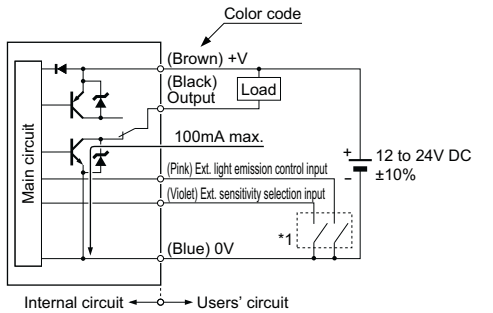 Color code
(Brown) +V
(Black)
Output
Load
Main circuit
100mA max.
+
12 to 24V DC
−
±10%
(Pink) Ext. light emission control input
(Violet) Ext. sensitivity selection input
*1
(Blue) 0V
Internal circuit
Users' circuit